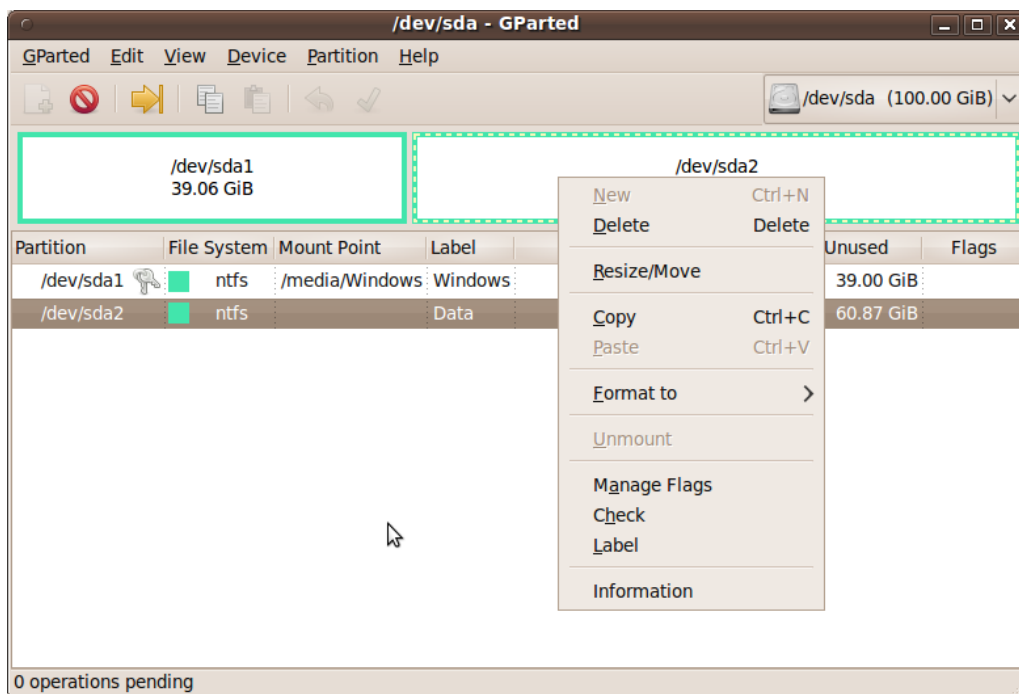 /dev/sda - GParted
GParted Edit View Device Partition Help
/dev/sda (100.00 GiB)
/dev/sda1
39.06 GiB
/dev/sda2
Partition File System Mount Point Label Unused Flags
/dev/sda1 ntfs /media/Windows Windows 39.00 GiB
/dev/sda2 ntfs Data 60.87 GiB
New Ctrl+N
Delete Delete
Resize/Move
Copy Ctrl+C
Paste Ctrl+V
Format to
Unmount
Manage Flags
Check
Label
Information
0 operations pending